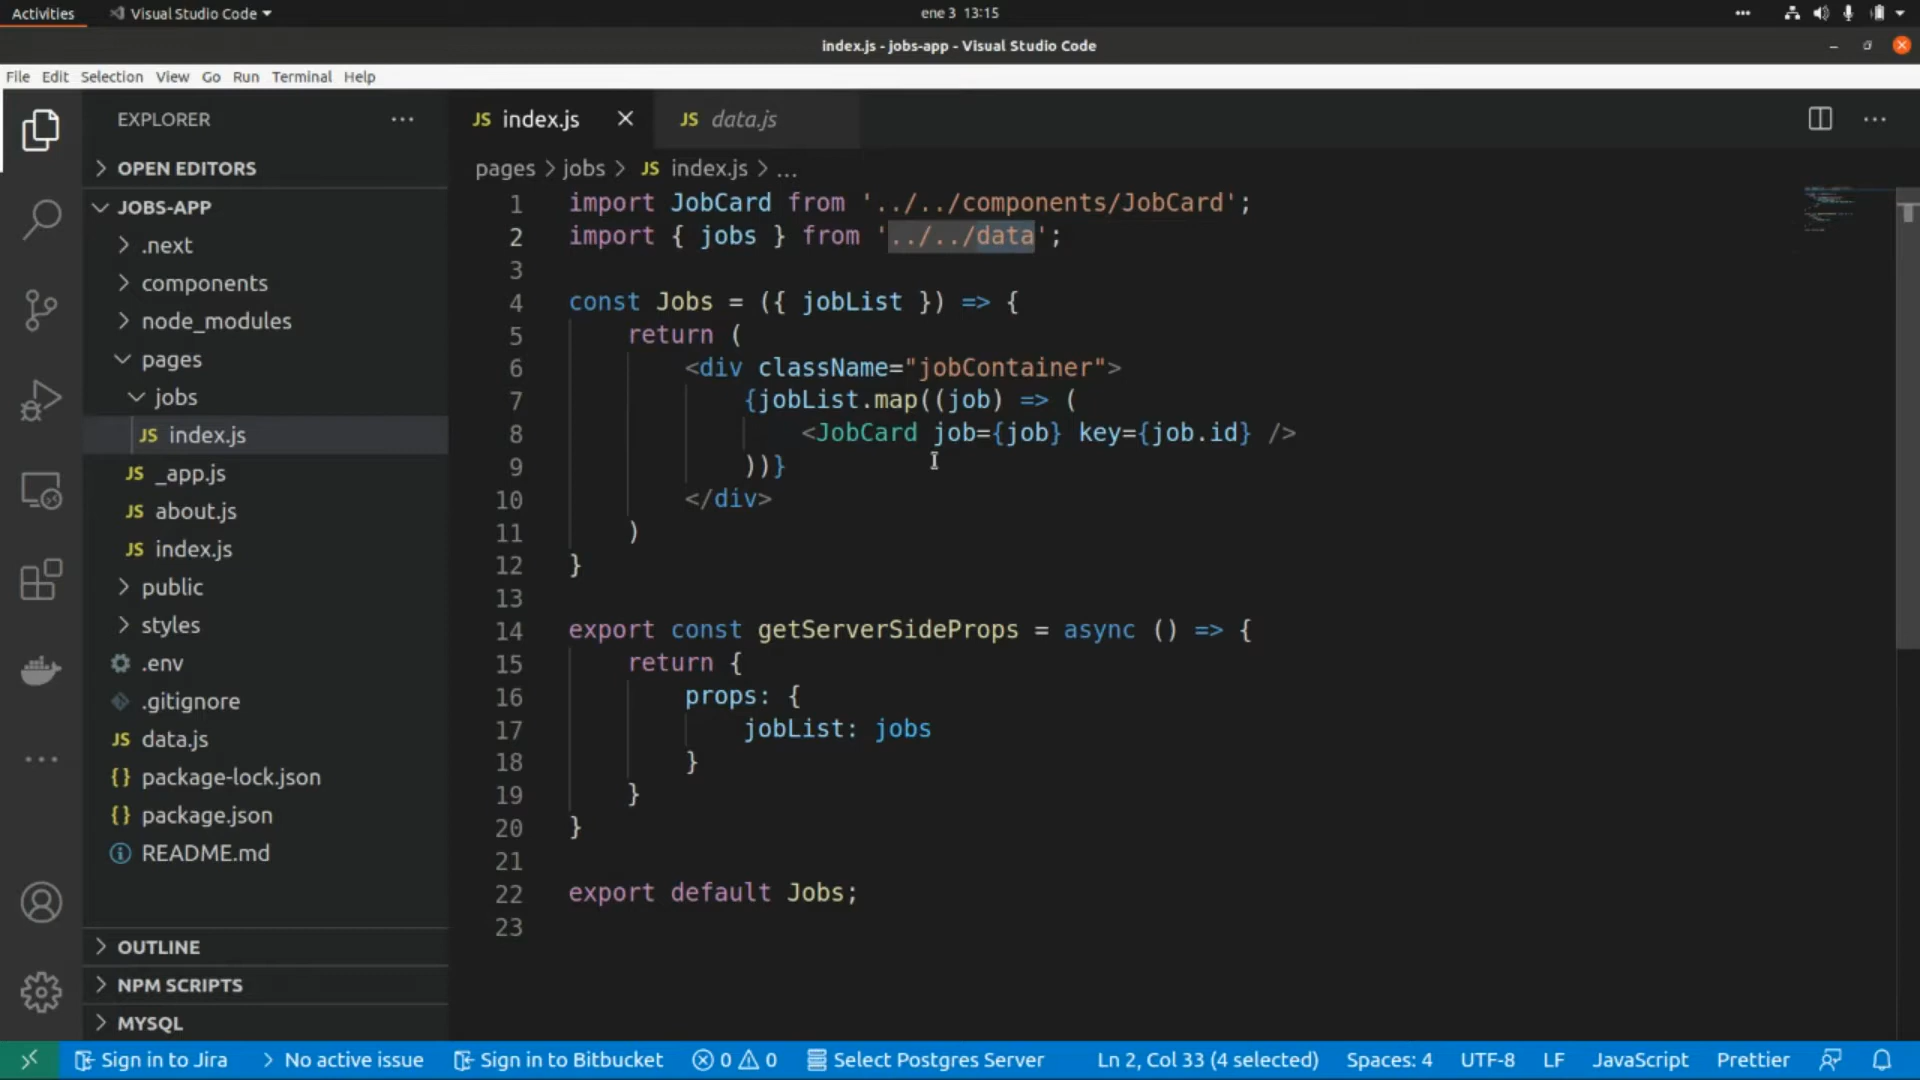 Activities
Visual Studio Code
ene 3 13:15
index.js - jobs-app - Visual Studio Code
File Edit Selection View Go Run Terminal Help
EXPLORER
OPEN EDITORS
JOBS-APP
.next
components
node_modules
pages
jobs
JS index.js
JS _app.js
JS about.js
JS index.js
public
styles
.env
.gitignore
JS data.js
{} package-lock.json
{} package.json
README.md
OUTLINE
NPM SCRIPTS
MYSQL
JS index.js
JS data.js
pages > jobs > JS index.js > ...
1 import JobCard from '../../components/JobCard';
2 import { jobs } from '../../data';
3
4 const Jobs = ({ jobList }) => {
5 return (
6 <div className="jobContainer">
7 {jobList.map((job) => (
8 <JobCard job={job} key={job.id} />
9 ))}
10 </div>
11 )
12 }
13
14 export const getServerSideProps = async () => {
15 return {
16 props: {
17 jobList: jobs
18 }
19 }
20 }
21
22 export default Jobs;
23
Sign in to Jira
No active issue
Sign in to Bitbucket
0 0
Select Postgres Server
Ln 2, Col 33 (4 selected)
Spaces: 4
UTF-8
LF
JavaScript
Prettier